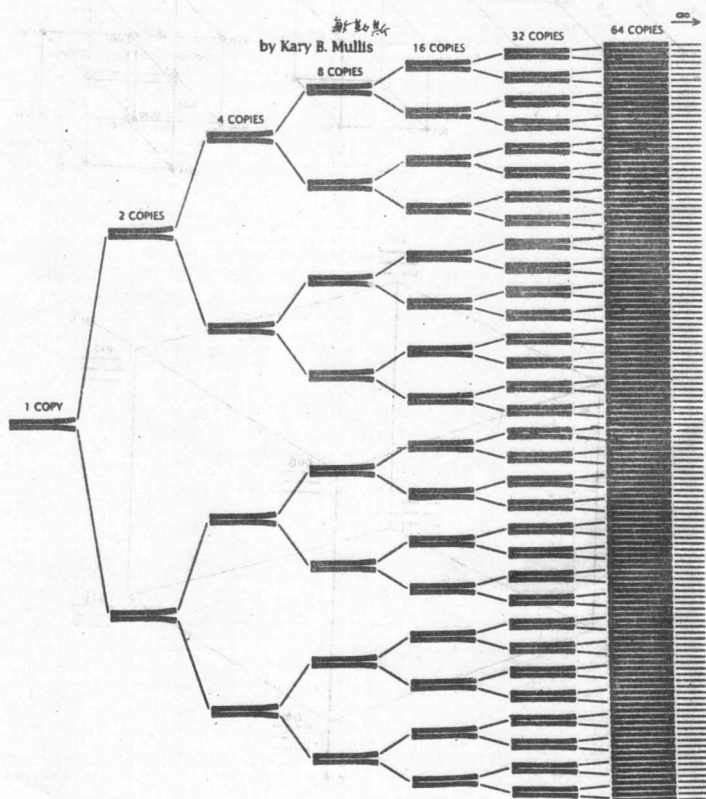 ∞
by Kary B. Mullis
1 COPY
2 COPIES
4 COPIES
8 COPIES
16 COPIES
32 COPIES
64 COPIES